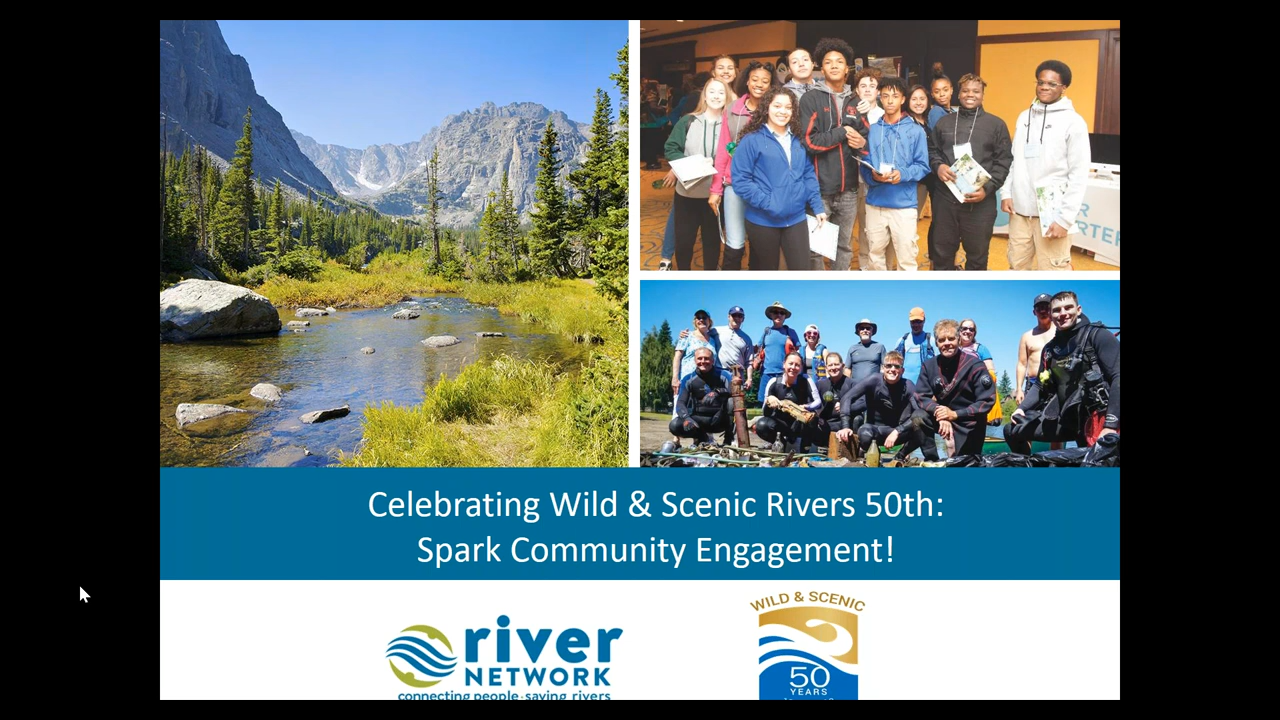 Celebrating Wild & Scenic Rivers 50th:
Spark Community Engagement!
river
NETWORK
connecting people · saving rivers
WILD & SCENIC
50
YEARS